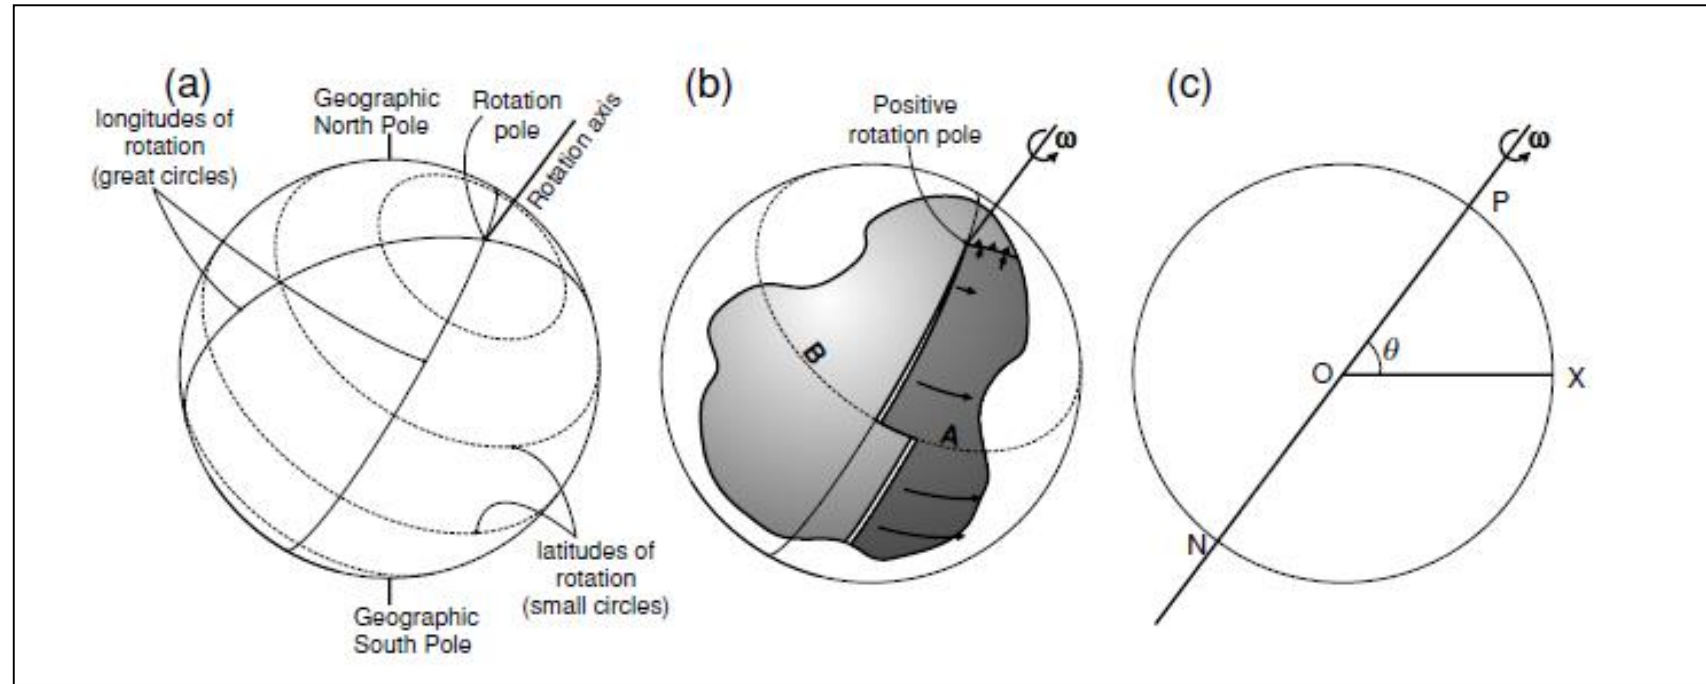 (a)
longitudes of
rotation
(great circles)
Geographic
North Pole
Rotation
pole
Rotation axis
latitudes of
rotation
(small circles)
Geographic
South Pole
(b)
Positive
rotation pole
ω
B
A
(c)
ω
P
θ
O
X
N